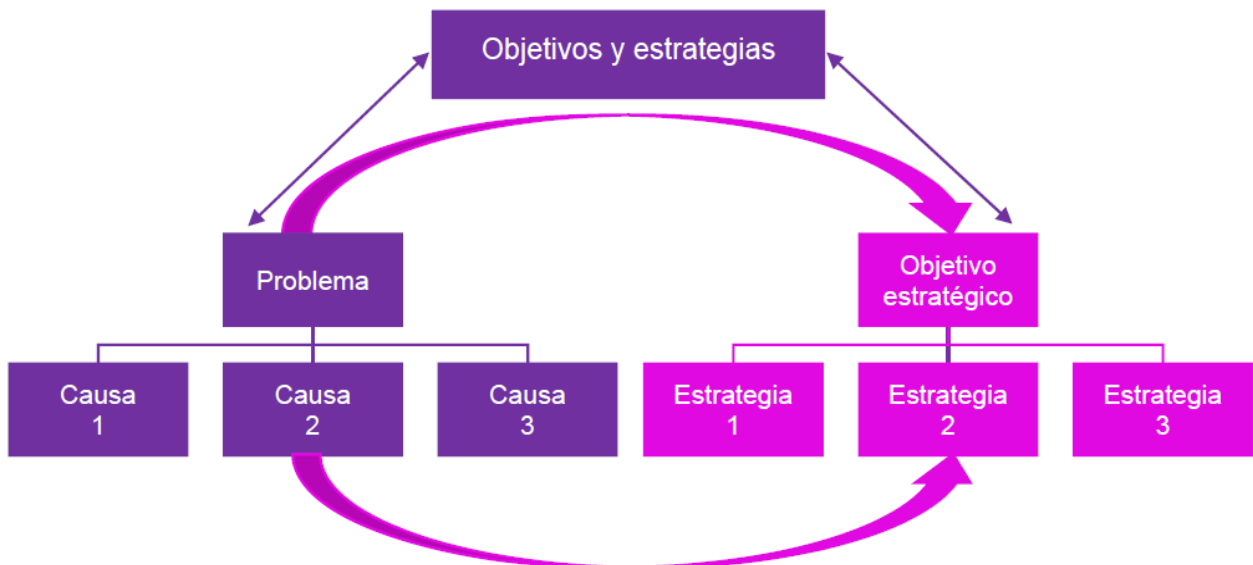 Objetivos y estrategias
Problema
Objetivo
estratégico
Causa
1
Causa
2
Causa
3
Estrategia
1
Estrategia
2
Estrategia
3